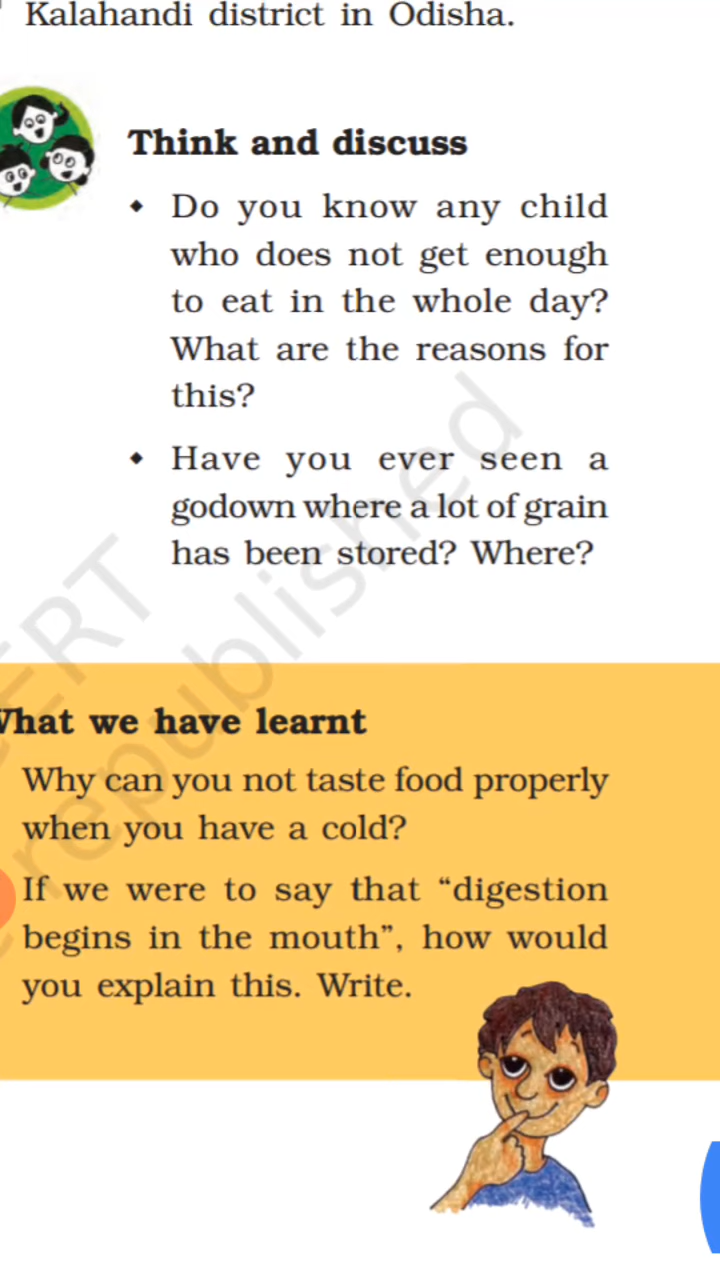 Kalahandi district in Odisha.
Think and discuss
◆ Do you know any child
who does not get enough
to eat in the whole day?
What are the reasons for
this?
◆ Have you ever seen a
godown where a lot of grain
has been stored? Where?
What we have learnt
Why can you not taste food properly
when you have a cold?
If we were to say that “digestion
begins in the mouth”, how would
you explain this. Write.
republished